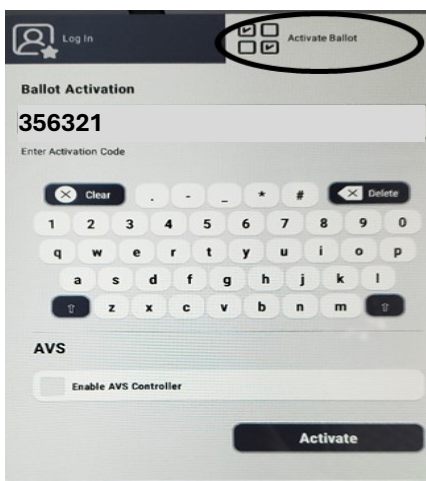 Log In
Activate Ballot
Ballot Activation
356321
Enter Activation Code
Clear . - _ * # Delete
1 2 3 4 5 6 7 8 9 0
q w e r t y u i o p
a s d f g h j k l
z x c v b n m
AVS
Enable AVS Controller
Activate